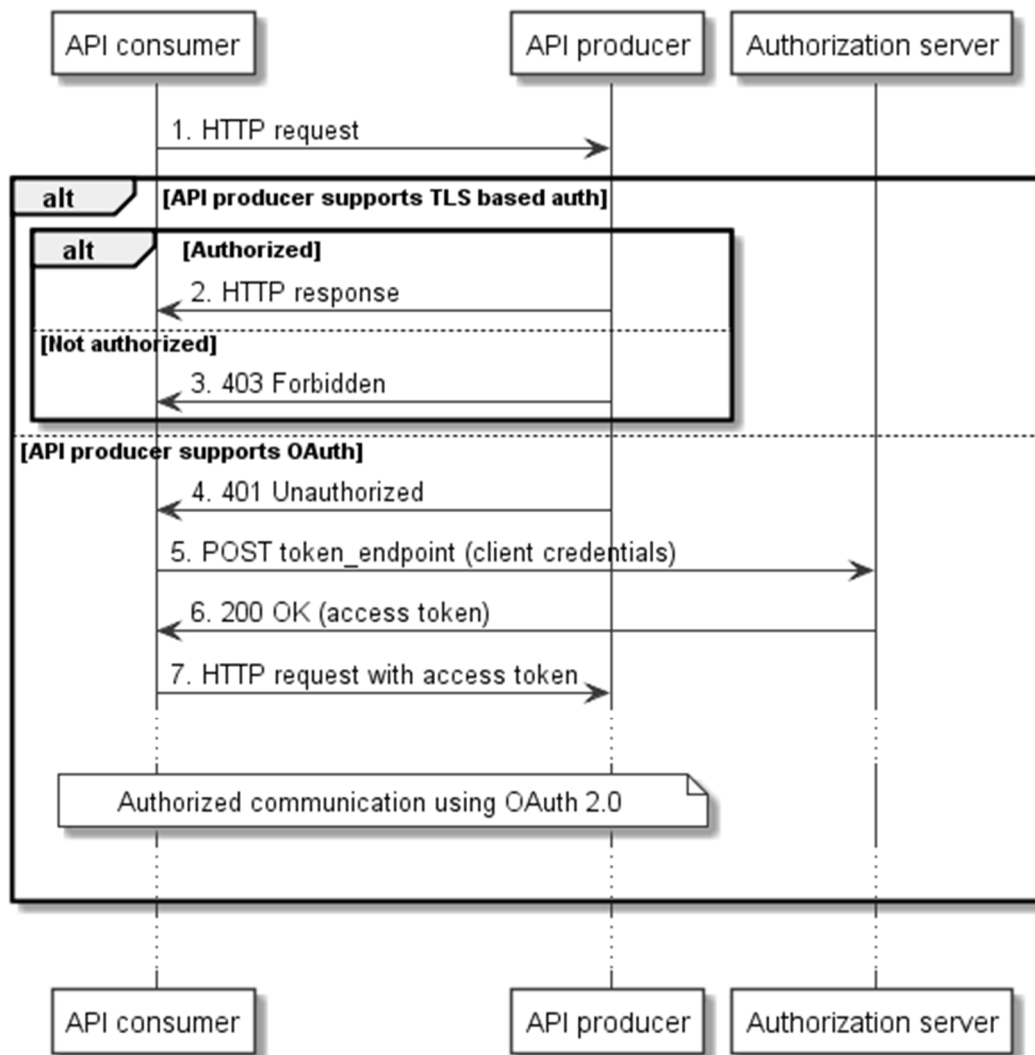 API consumer
API producer
Authorization server
1. HTTP request
alt
[API producer supports TLS based auth]
alt
[Authorized]
2. HTTP response
[Not authorized]
3. 403 Forbidden
[API producer supports OAuth]
4. 401 Unauthorized
5. POST token_endpoint (client credentials)
6. 200 OK (access token)
7. HTTP request with access token
Authorized communication using OAuth 2.0
API consumer
API producer
Authorization server